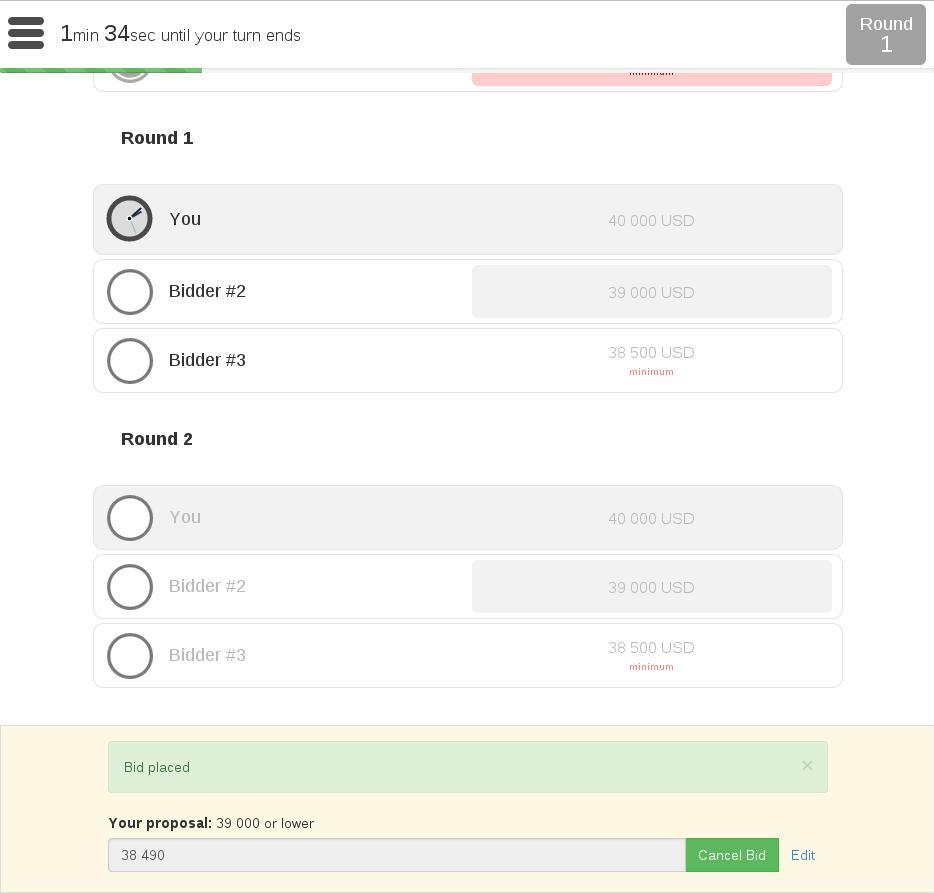 1min 34sec until your turn ends
Round
1
minimum
Round 1
You
40 000 USD
Bidder #2
39 000 USD
Bidder #3
38 500 USD
minimum
Round 2
You
40 000 USD
Bidder #2
39 000 USD
Bidder #3
38 500 USD
minimum
Bid placed
×
Your proposal: 39 000 or lower
38 490
Cancel Bid
Edit